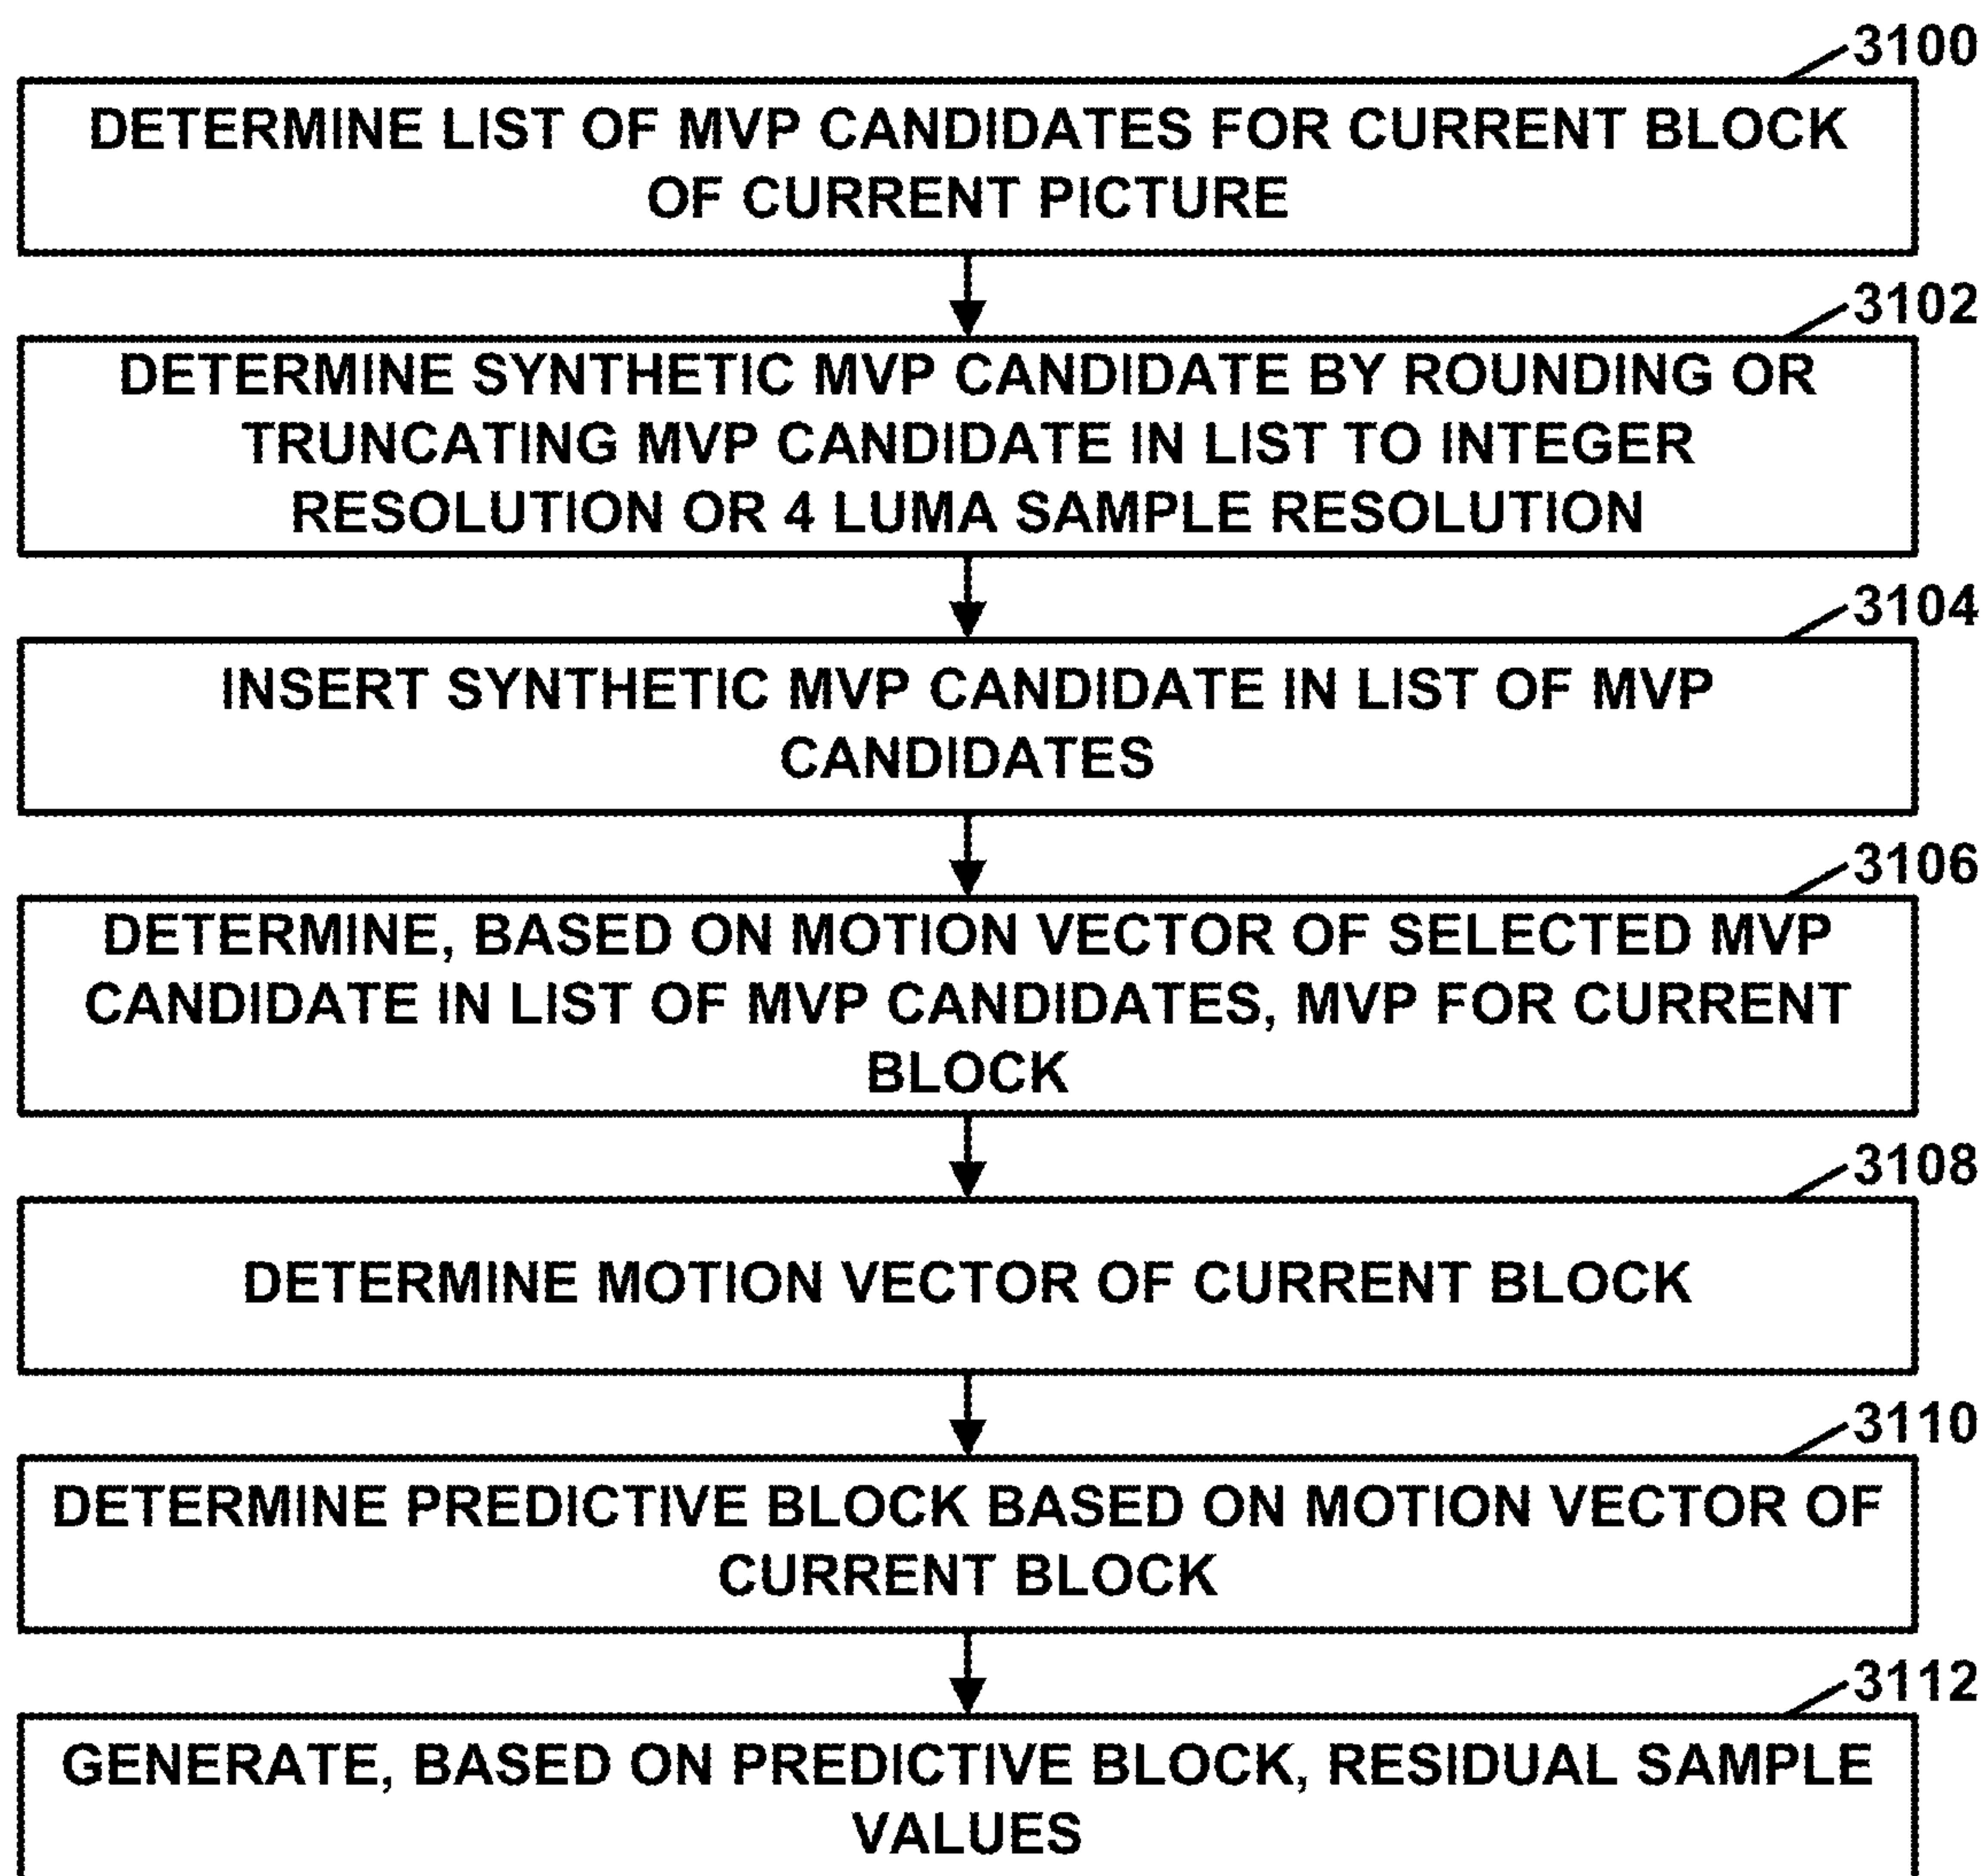 3100
DETERMINE LIST OF MVP CANDIDATES FOR CURRENT BLOCK
OF CURRENT PICTURE
3102
DETERMINE SYNTHETIC MVP CANDIDATE BY ROUNDING OR
TRUNCATING MVP CANDIDATE IN LIST TO INTEGER
RESOLUTION OR 4 LUMA SAMPLE RESOLUTION
3104
INSERT SYNTHETIC MVP CANDIDATE IN LIST OF MVP
CANDIDATES
3106
DETERMINE, BASED ON MOTION VECTOR OF SELECTED MVP
CANDIDATE IN LIST OF MVP CANDIDATES, MVP FOR CURRENT
BLOCK
3108
DETERMINE MOTION VECTOR OF CURRENT BLOCK
3110
DETERMINE PREDICTIVE BLOCK BASED ON MOTION VECTOR OF
CURRENT BLOCK
3112
GENERATE, BASED ON PREDICTIVE BLOCK, RESIDUAL SAMPLE
VALUES